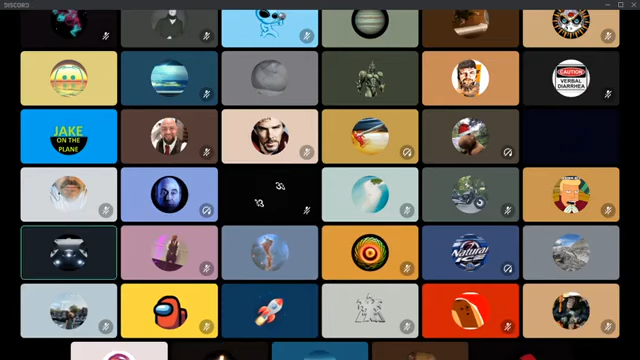 DISCORD
CAUTION
VERBAL
DIARRHEA
JAKE
ON THE
PLANE
Natural